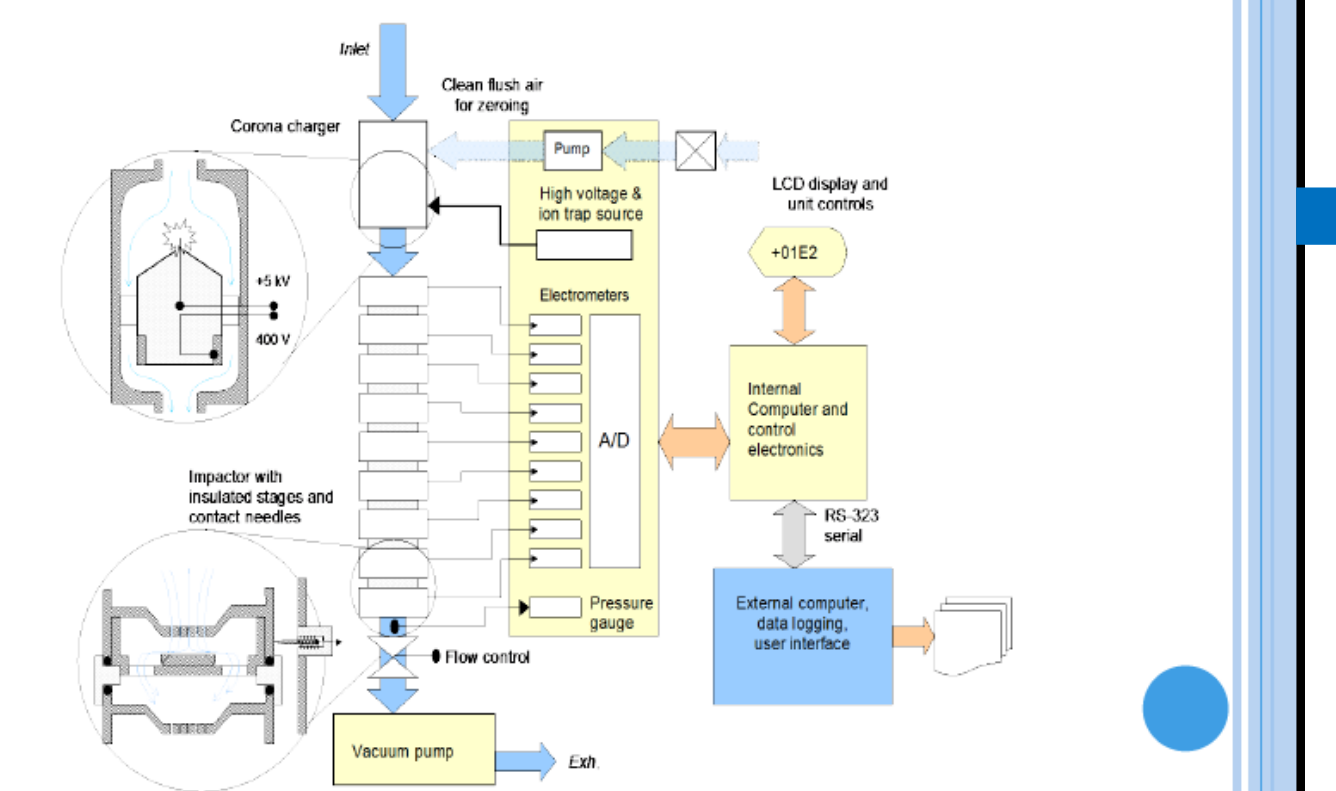 Inlet
Clean flush air
for zeroing
Corona charger
Pump
High voltage &
ion trap source
LCD display and
unit controls
+01E2
+5 kV
400 V
Electrometers
A/D
Internal
Computer and
control
electronics
Impactor with
insulated stages and
contact needles
RS-323
serial
Pressure
gauge
External computer,
data logging,
user interface
Flow control
Vacuum pump
Exh.